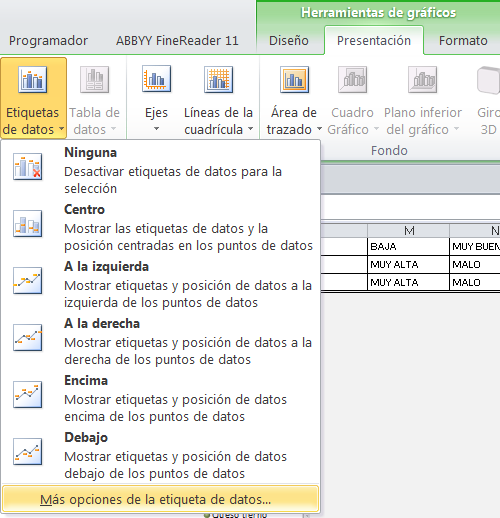 Herramientas de gráficos
Programador ABBYY FineReader 11 Diseño Presentación Formato
Etiquetas de datos
Tabla de datos
Ejes
Líneas de la cuadrícula
Área de trazado
Cuadro Gráfico
Plano inferior del gráfico
Giro 3D
Fondo
Ninguna
Desactivar etiquetas de datos para la
selección
Centro
Mostrar las etiquetas de datos y la
posición centradas en los puntos de datos
A la izquierda
Mostrar etiquetas y posición de datos a la
izquierda de los puntos de datos
A la derecha
Mostrar etiquetas y posición de datos a la
derecha de los puntos de datos
Encima
Mostrar etiquetas y posición de datos
encima de los puntos de datos
Debajo
Mostrar etiquetas y posición de datos
debajo de los puntos de datos
Más opciones de la etiqueta de datos...
M N
BAJA MUY BUEN
MUY ALTA MALO
MUY ALTA MALO
Queso tierno